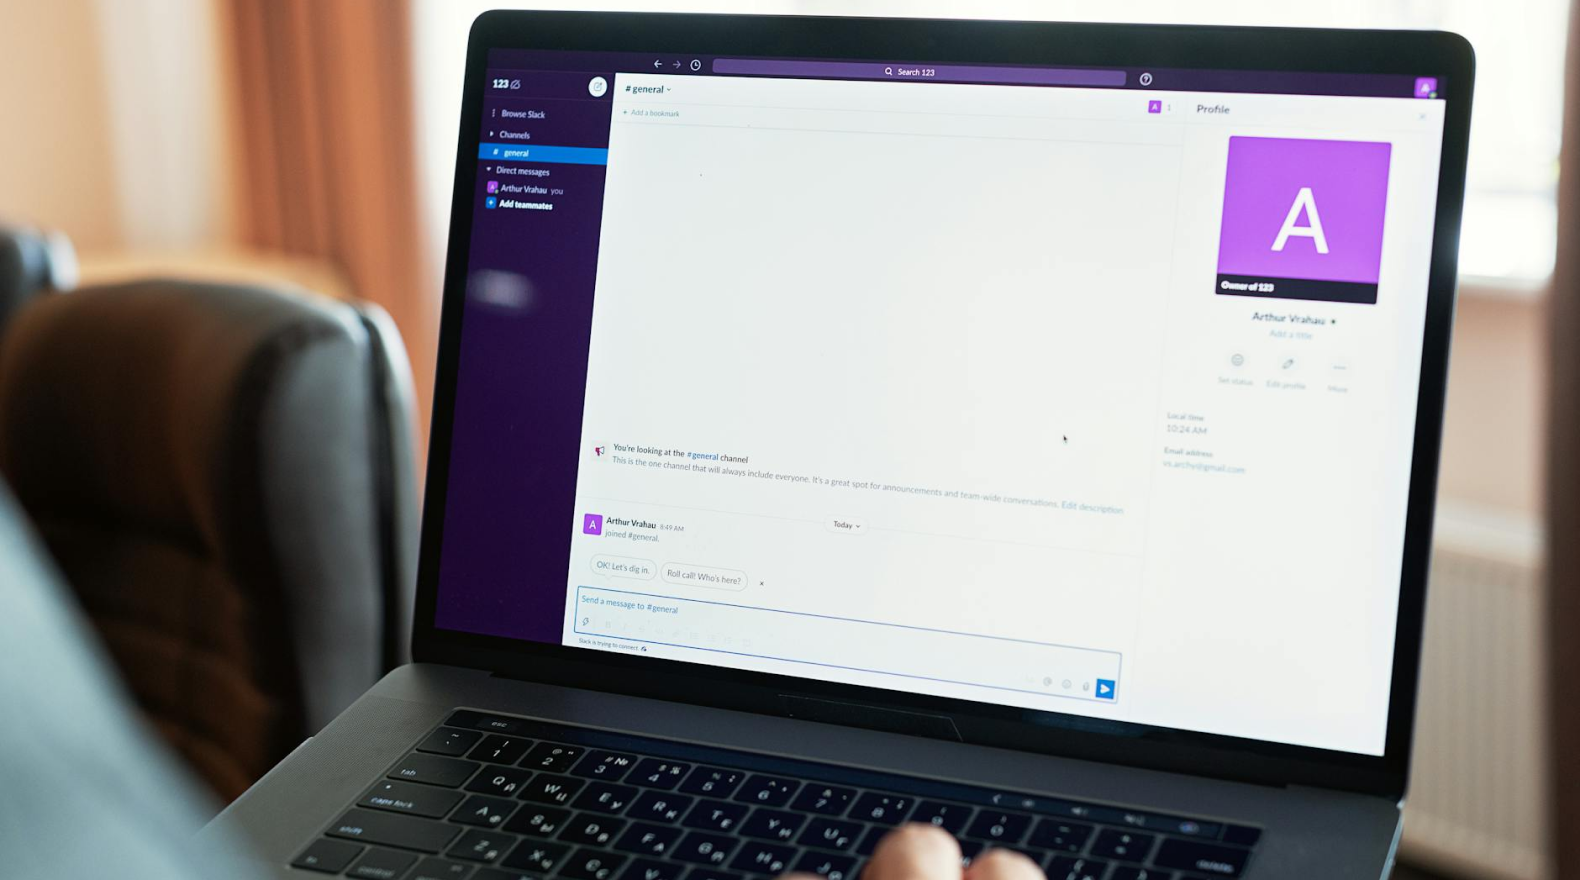 Search 123
123
Browse Slack
Channels
# general
Direct messages
Arthur Vrahau you
Add teammates
# general
+ Add a bookmark
A 1
You're looking at the #general channel
This is the one channel that will always include everyone. It's a great spot for announcements and team-wide conversations. Edit description
Today
A
Arthur Vrahau 8:49 AM
joined #general.
OK! Let's dig in.
Roll call! Who's here?
Send a message to #general
Slack is trying to connect
A
Profile
A
Owner of 123
Arthur Vrahau
Add a title
Set status Edit profile More
Local time
10:24 AM
Email address
esc
! 1 2 # № 3 4 % 5 6 7 8
tab Q Й W Ц E У R К T Е Y Н U Г
caps lock A Ф S Ы D В F А G П H Р
shift Z Я X Ч C С
control